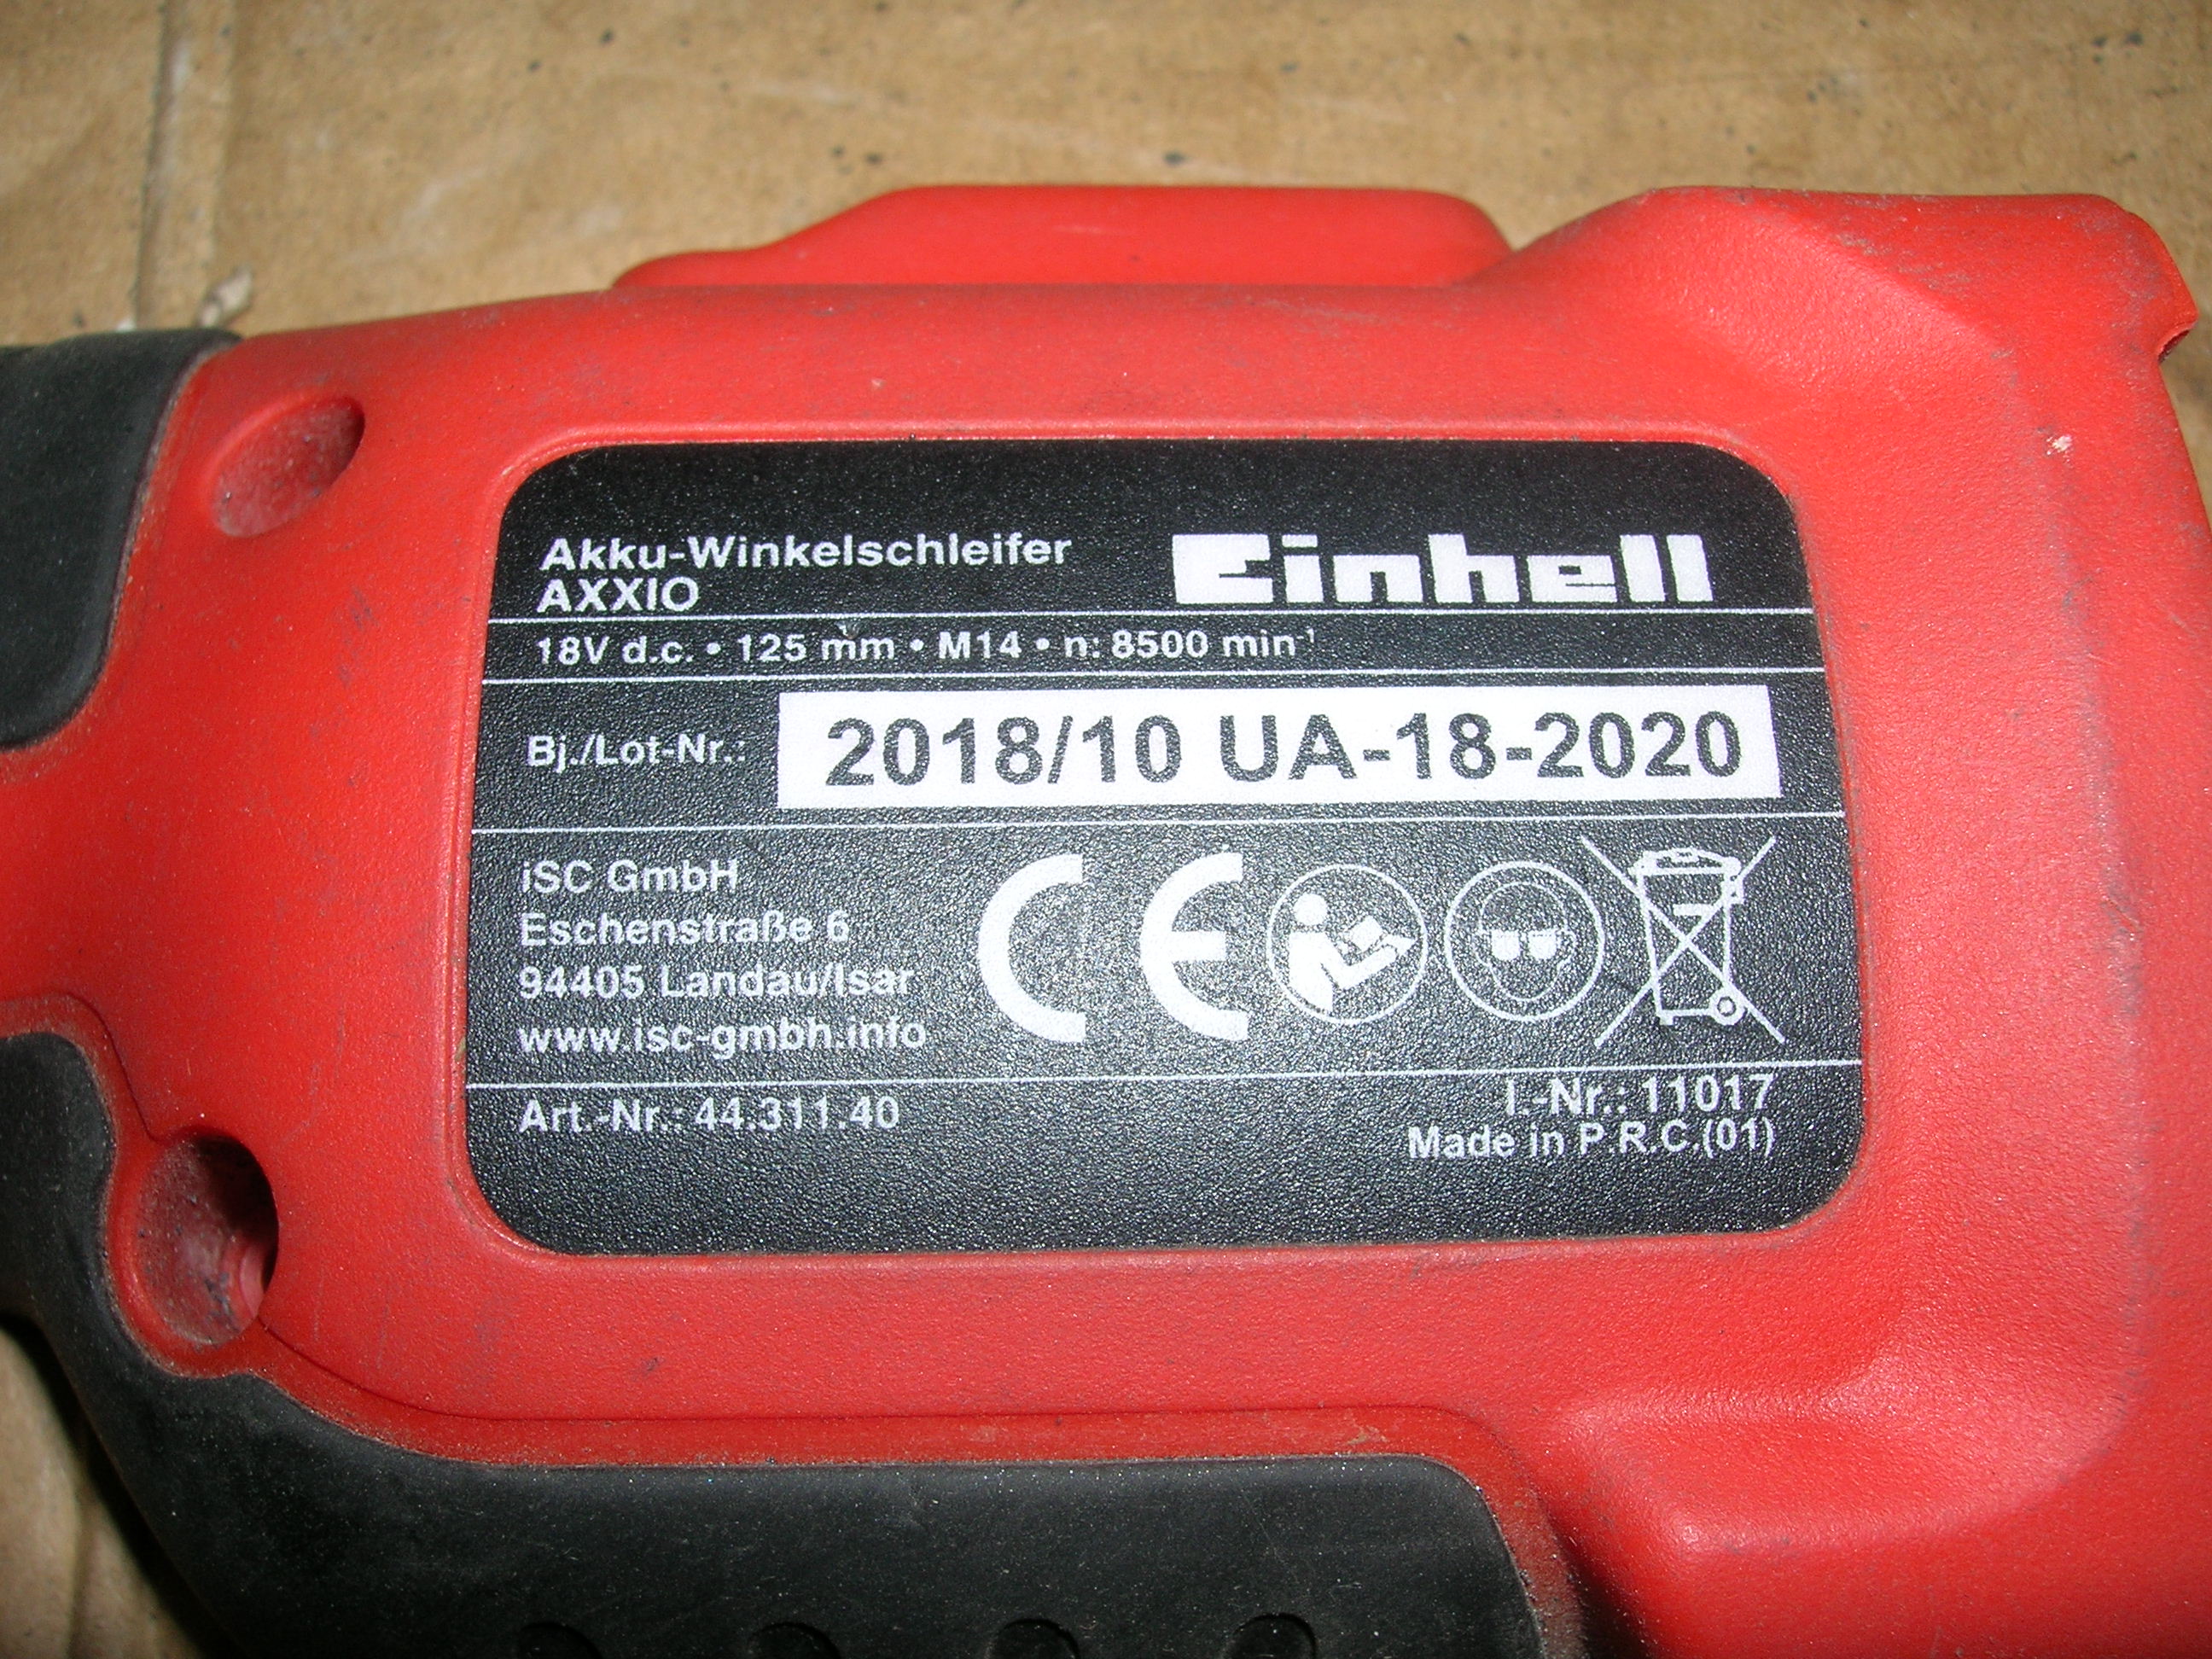 Akku-Winkelschleifer
AXXIO
Einhell
18V d.c. • 125 mm • M14 • n: 8500 min⁻¹
Bj./Lot-Nr.: 2018/10 UA-18-2020
iSC GmbH
Eschenstraße 6
94405 Landau/Isar
www.isc-gmbh.info
CE
Art.-Nr.: 44.311.40
I.-Nr.: 11017
Made in P.R.C.(01)